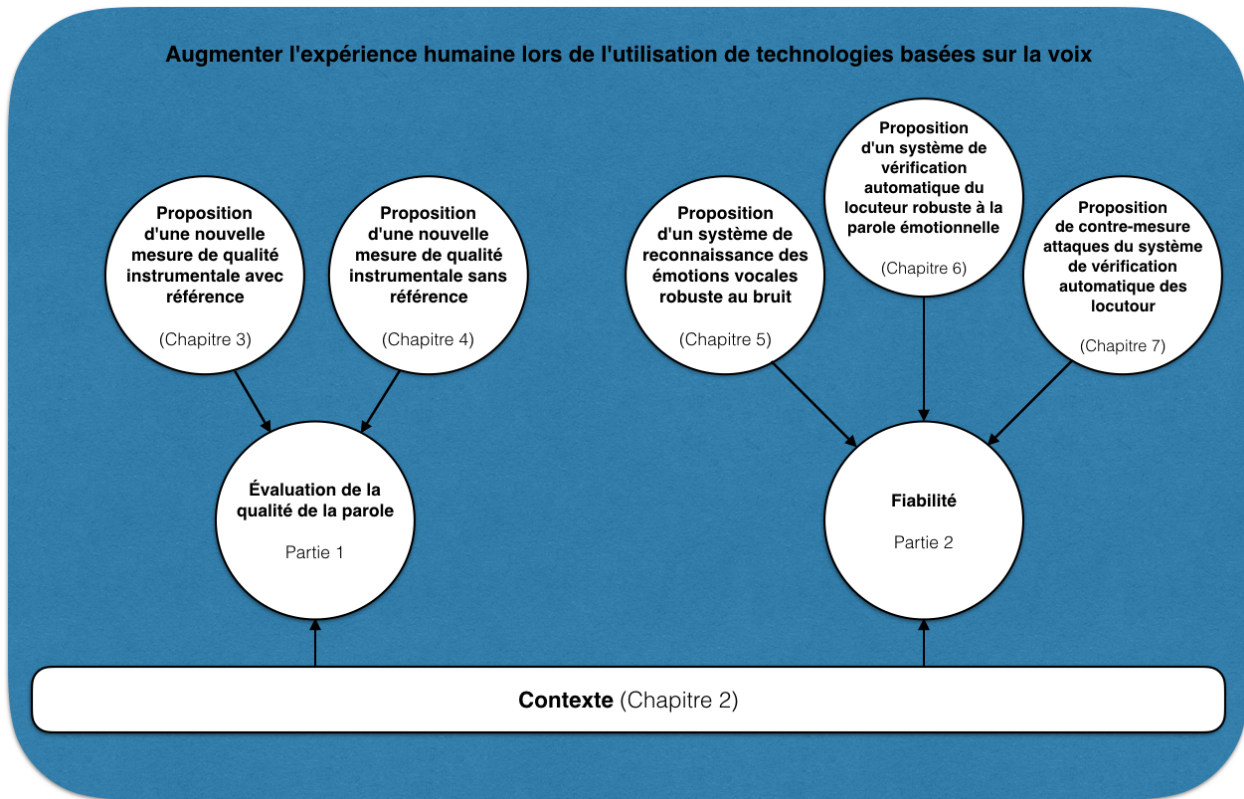 Augmenter l'expérience humaine lors de l'utilisation de technologies basées sur la voix
Proposition
d'une nouvelle
mesure de qualité
instrumentale avec
référence
(Chapitre 3)
Proposition
d'une nouvelle
mesure de qualité
instrumentale sans
référence
(Chapitre 4)
Proposition
d'un système de
reconnaissance des
émotions vocales
robuste au bruit
(Chapitre 5)
Proposition
d'un système de
vérification
automatique du
locuteur robuste à la
parole émotionnelle
(Chapitre 6)
Proposition
de contre-mesure
attaques du système
de vérification
automatique des
locutour
(Chapitre 7)
Évaluation de la
qualité de la parole
Partie 1
Fiabilité
Partie 2
Contexte (Chapitre 2)